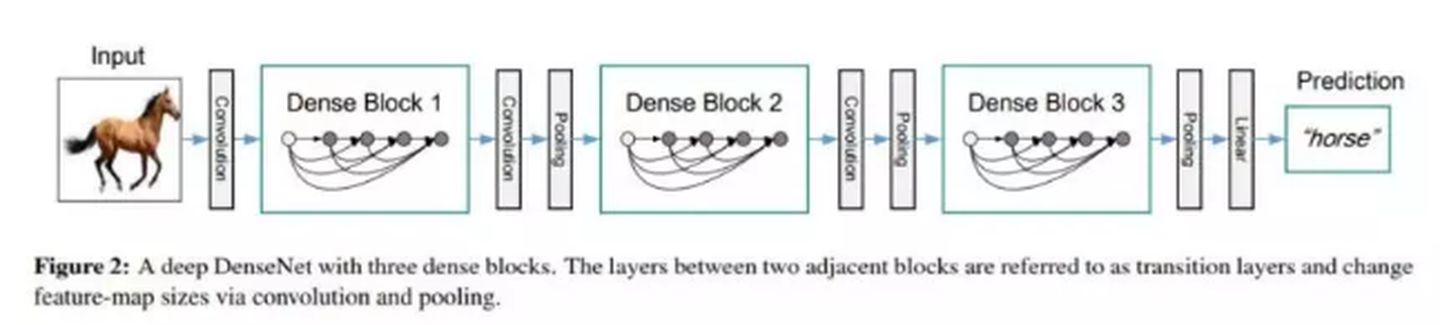 Input
Prediction
Convolution
Dense Block 1
Convolution
Pooling
Dense Block 2
Convolution
Pooling
Dense Block 3
Pooling
Linear
“horse”
Figure 2: A deep DenseNet with three dense blocks. The layers between two adjacent blocks are referred to as transition layers and change
feature-map sizes via convolution and pooling.